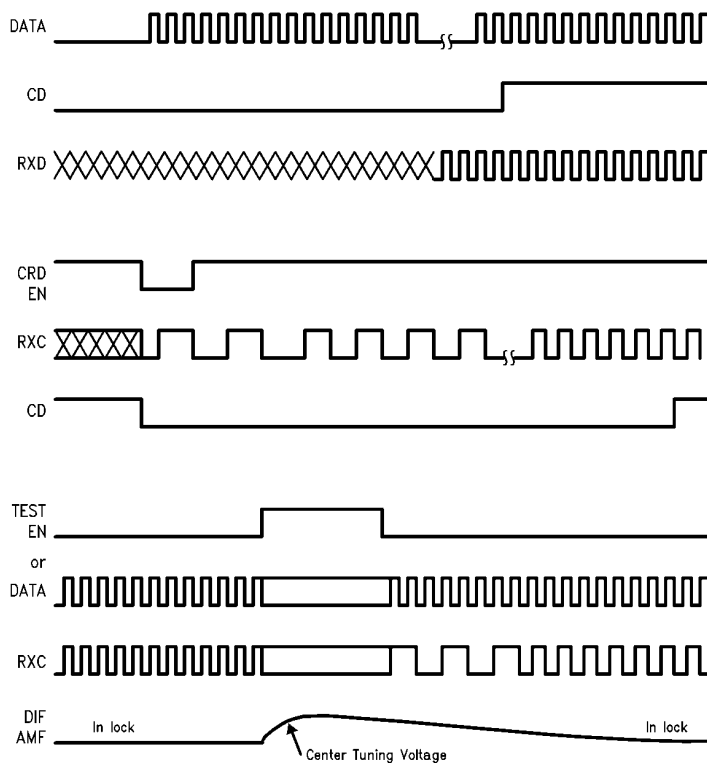 DATA
CD
RXD
CRD
EN
RXC
CD
TEST
EN
or
DATA
RXC
DIF
AMF
In lock
In lock
Center Tuning Voltage